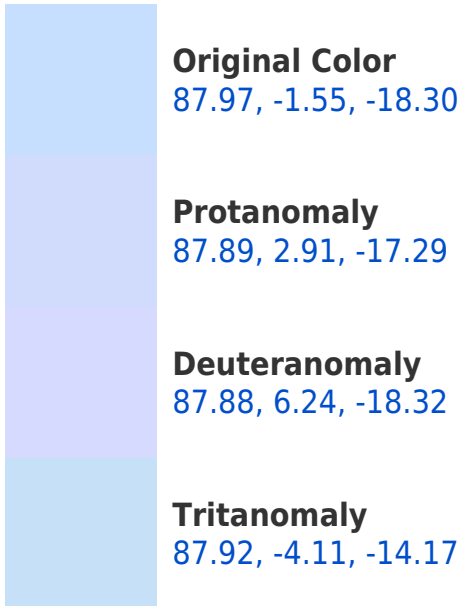 Original Color
87.97, -1.55, -18.30
Protanomaly
87.89, 2.91, -17.29
Deuteranomaly
87.88, 6.24, -18.32
Tritanomaly
87.92, -4.11, -14.17